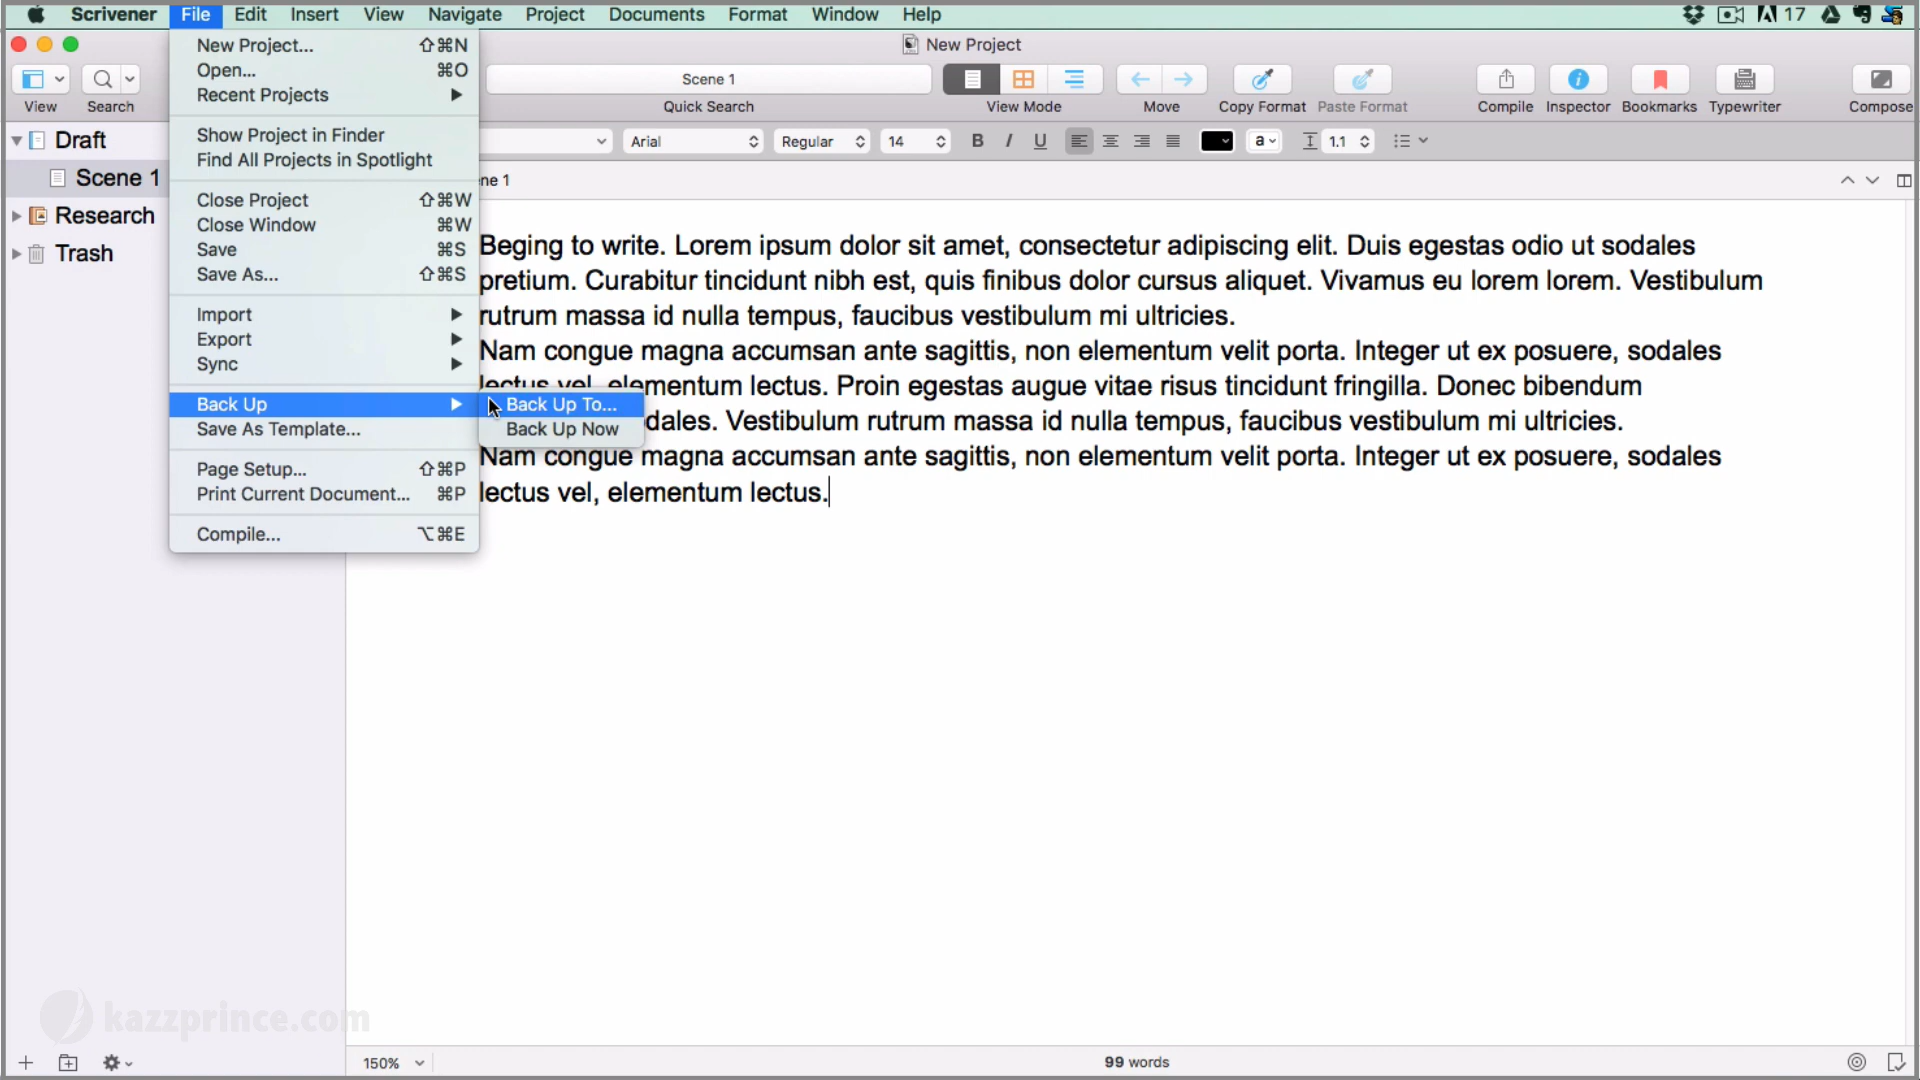 Scrivener File Edit Insert View Navigate Project Documents Format Window Help 17
New Project
View Search Scene 1 Quick Search View Mode Move Copy Format Paste Format Compile Inspector Bookmarks Typewriter Compose
Arial Regular 14 B I U a 1.1
Draft
Scene 1
Research
Trash
New Project... ⇧⌘N
Open... ⌘O
Recent Projects
Show Project in Finder
Find All Projects in Spotlight
Close Project ⇧⌘W
Close Window ⌘W
Save ⌘S
Save As... ⇧⌘S
Import
Export
Sync
Back Up
Save As Template...
Page Setup... ⇧⌘P
Print Current Document... ⌘P
Compile... ⌥⌘E
Back Up To...
Back Up Now
ne 1
Beging to write. Lorem ipsum dolor sit amet, consectetur adipiscing elit. Duis egestas odio ut sodales
pretium. Curabitur tincidunt nibh est, quis finibus dolor cursus aliquet. Vivamus eu lorem lorem. Vestibulum
rutrum massa id nulla tempus, faucibus vestibulum mi ultricies.
Nam congue magna accumsan ante sagittis, non elementum velit porta. Integer ut ex posuere, sodales
lectus vel, elementum lectus. Proin egestas augue vitae risus tincidunt fringilla. Donec bibendum
dales. Vestibulum rutrum massa id nulla tempus, faucibus vestibulum mi ultricies.
Nam congue magna accumsan ante sagittis, non elementum velit porta. Integer ut ex posuere, sodales
lectus vel, elementum lectus.
kazzprince.com
150% 99 words